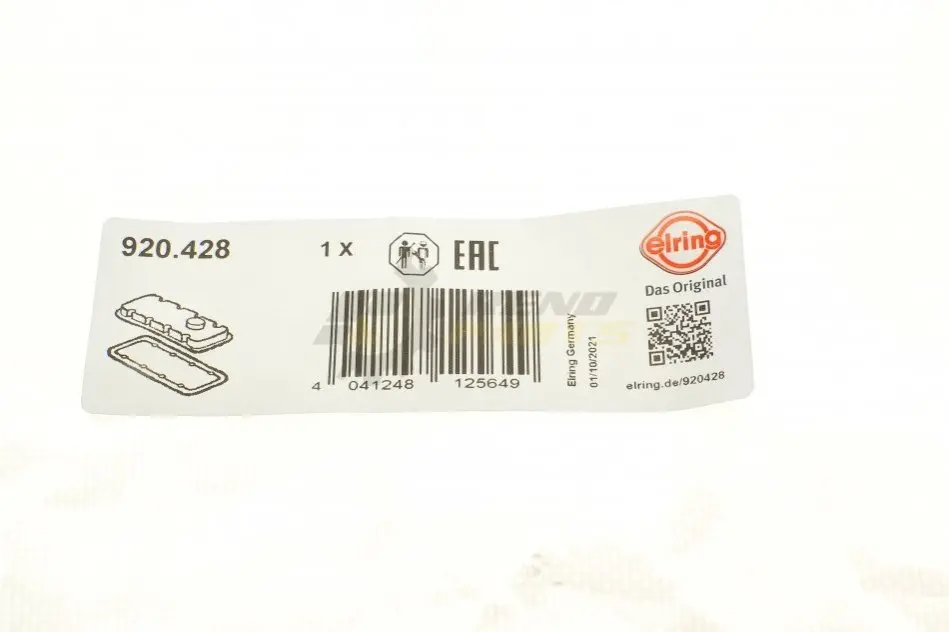 920.428
1 X
EAC
elring
Das Original
4 041248 125649
Elring Germany
01/10/2021
elring.de/920428